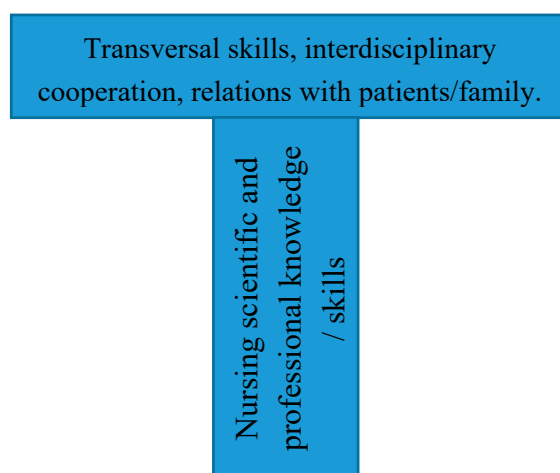 Transversal skills, interdisciplinary
cooperation, relations with patients/family.
Nursing scientific and
professional knowledge
/ skills